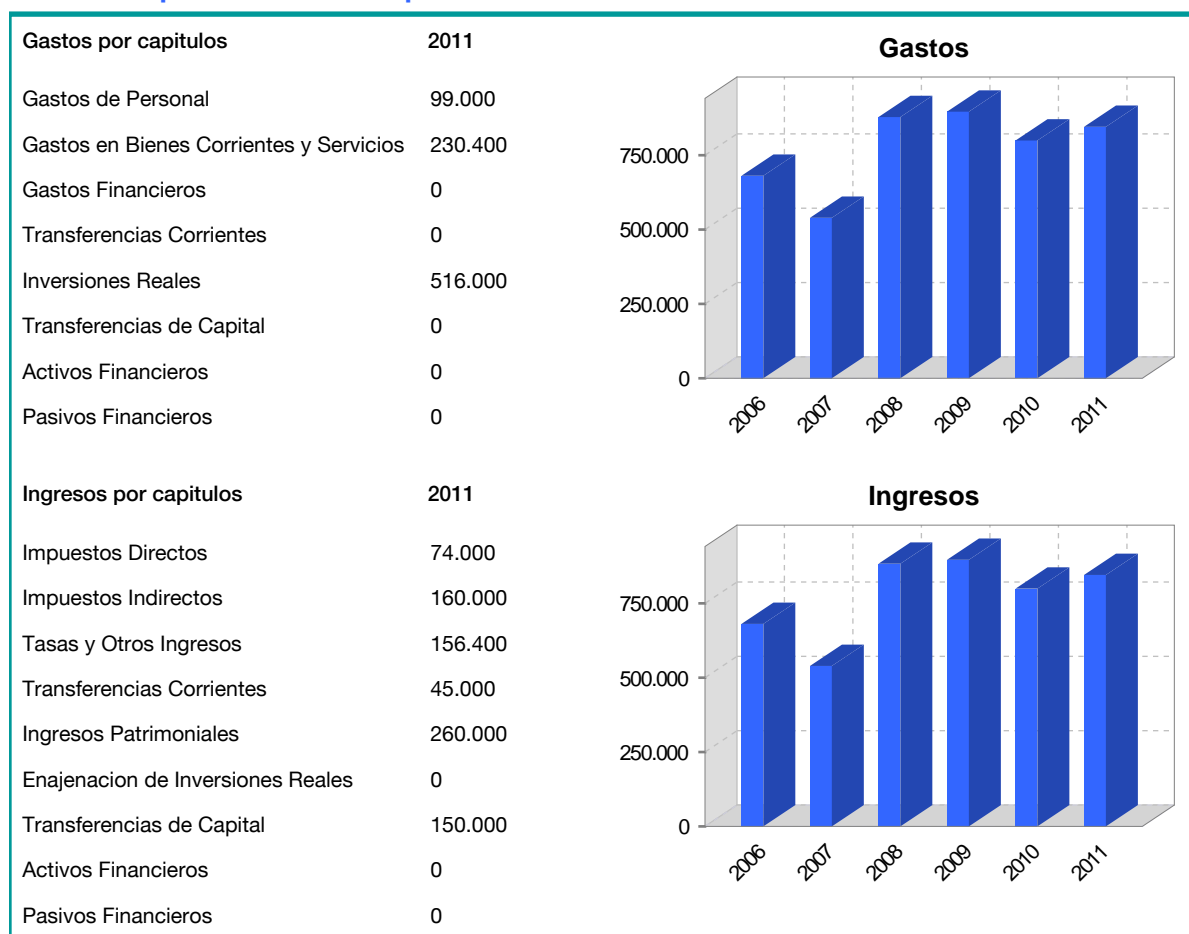 Gastos por capitulos 2011
Gastos de Personal 99.000
Gastos en Bienes Corrientes y Servicios 230.400
Gastos Financieros 0
Transferencias Corrientes 0
Inversiones Reales 516.000
Transferencias de Capital 0
Activos Financieros 0
Pasivos Financieros 0
Gastos
750.000
500.000
250.000
0
2006 2007 2008 2009 2010 2011
Ingresos por capitulos 2011
Impuestos Directos 74.000
Impuestos Indirectos 160.000
Tasas y Otros Ingresos 156.400
Transferencias Corrientes 45.000
Ingresos Patrimoniales 260.000
Enajenacion de Inversiones Reales 0
Transferencias de Capital 150.000
Activos Financieros 0
Pasivos Financieros 0
Ingresos
750.000
500.000
250.000
0
2006 2007 2008 2009 2010 2011